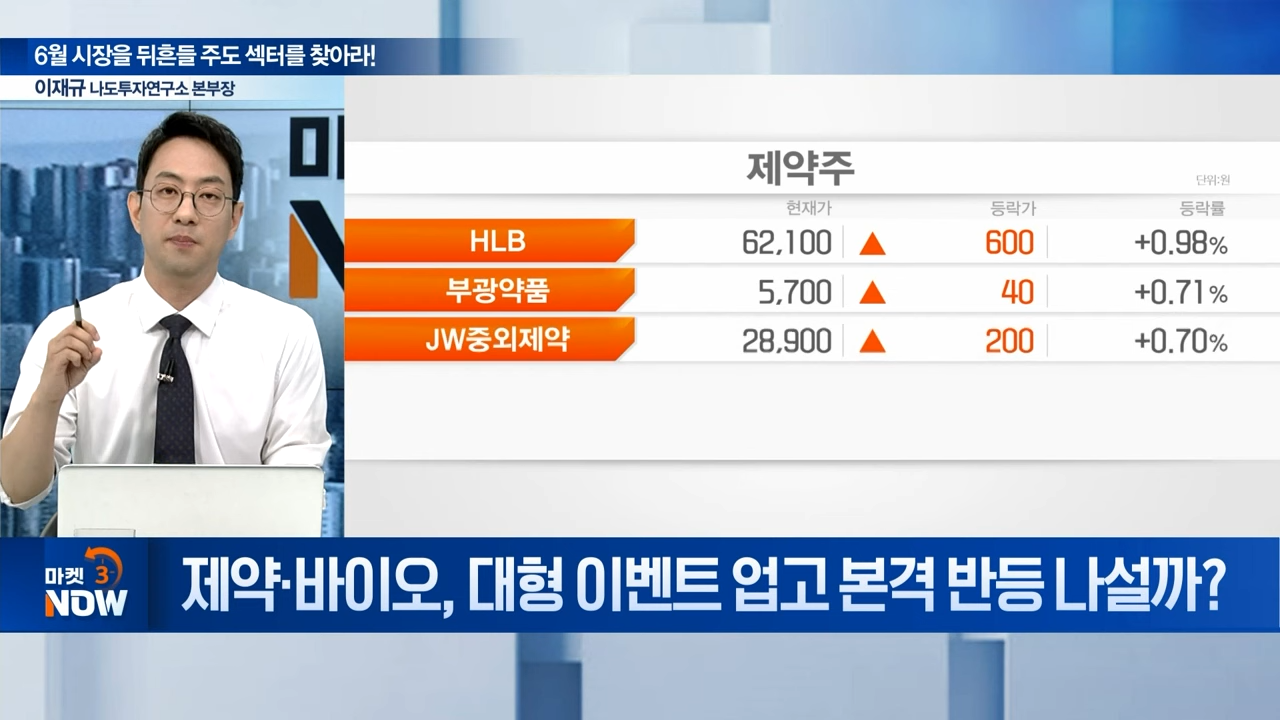 6월 시장을 뒤흔들 주도 섹터를 찾아라!
이재규 나도투자연구소 본부장
제약주
단위:원
현재가 등락가 등락률
HLB 62,100 ▲ 600 +0.98%
부광약품 5,700 ▲ 40 +0.71%
JW중외제약 28,900 ▲ 200 +0.70%
마켓 3 NOW
제약·바이오, 대형 이벤트 업고 본격 반등 나설까?